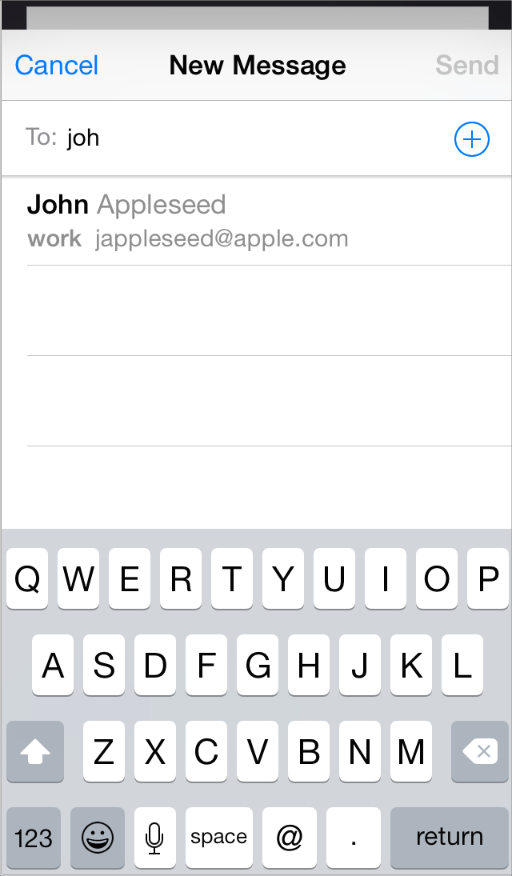 Cancel New Message Send
To: joh
John Appleseed
work jappleseed@apple.com
Q W E R T Y U I O P
A S D F G H J K L
Z X C V B N M
123 space @ . return